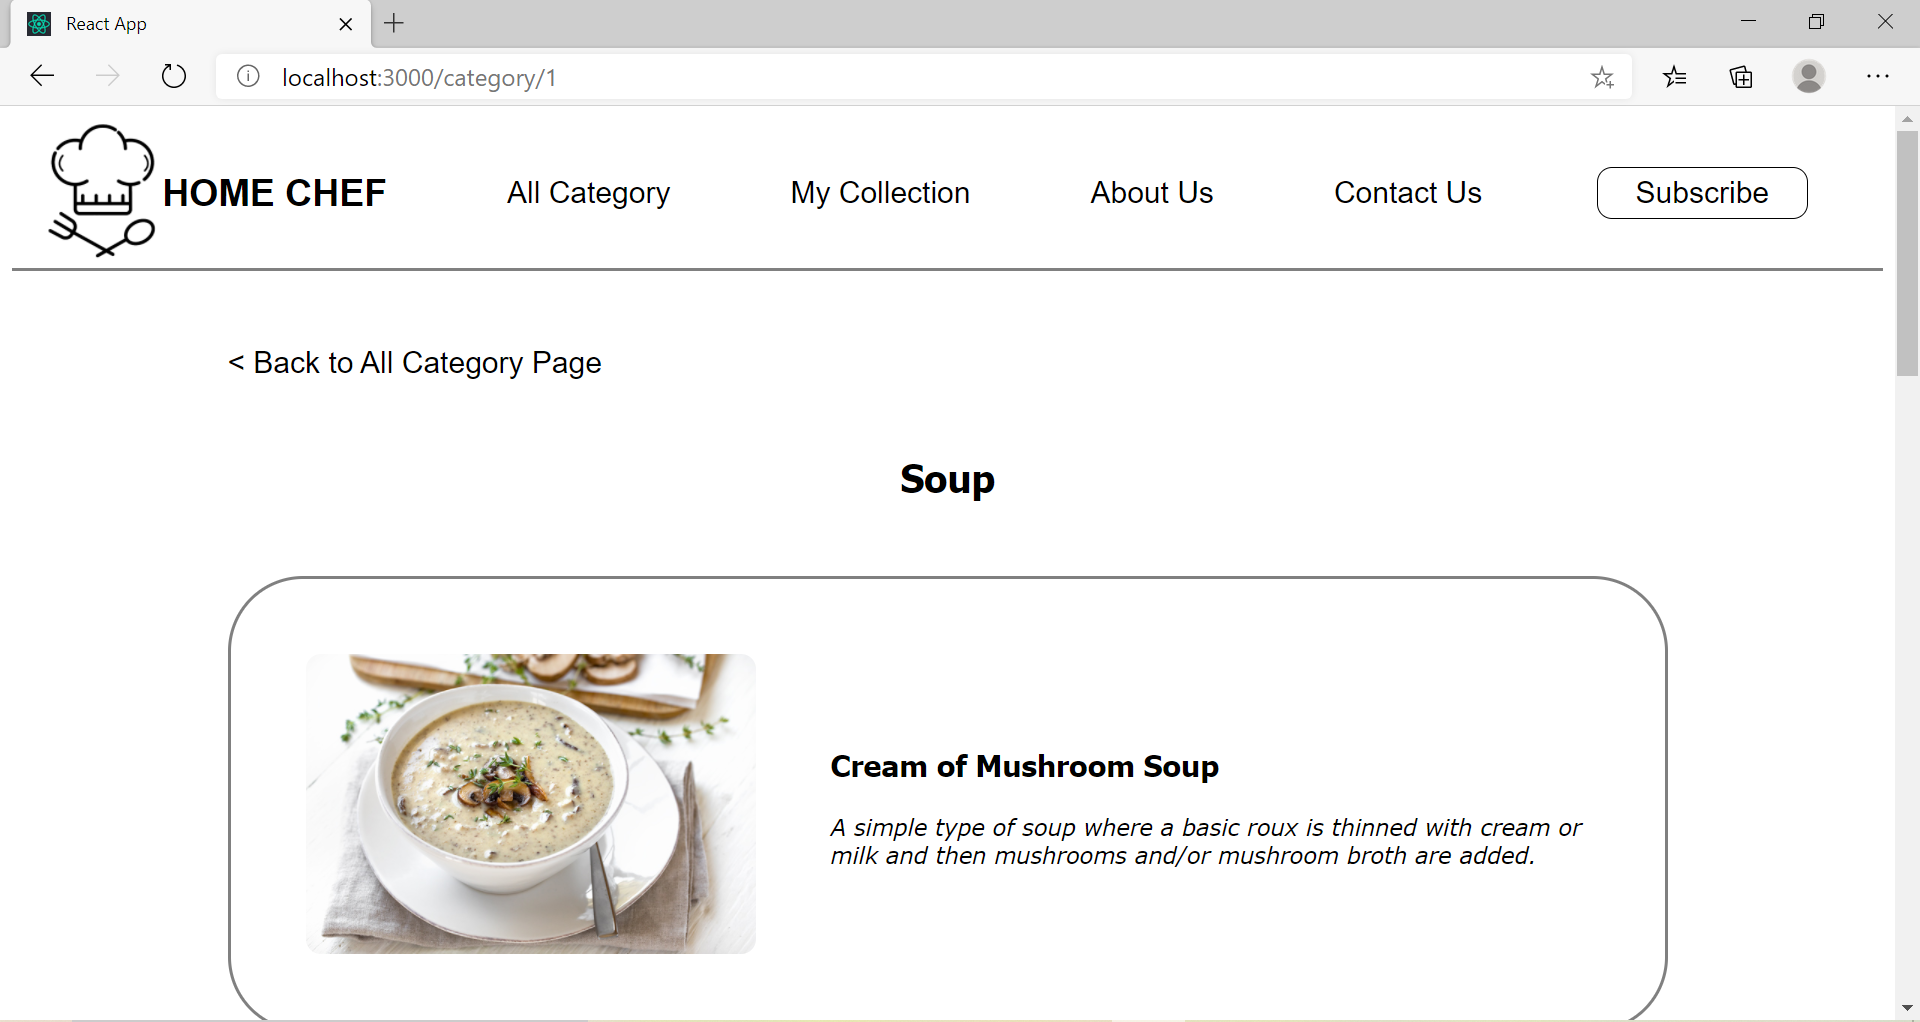 React App
localhost:3000/category/1
HOME CHEF
All Category
My Collection
About Us
Contact Us
Subscribe
< Back to All Category Page
Soup
Cream of Mushroom Soup
A simple type of soup where a basic roux is thinned with cream or
milk and then mushrooms and/or mushroom broth are added.